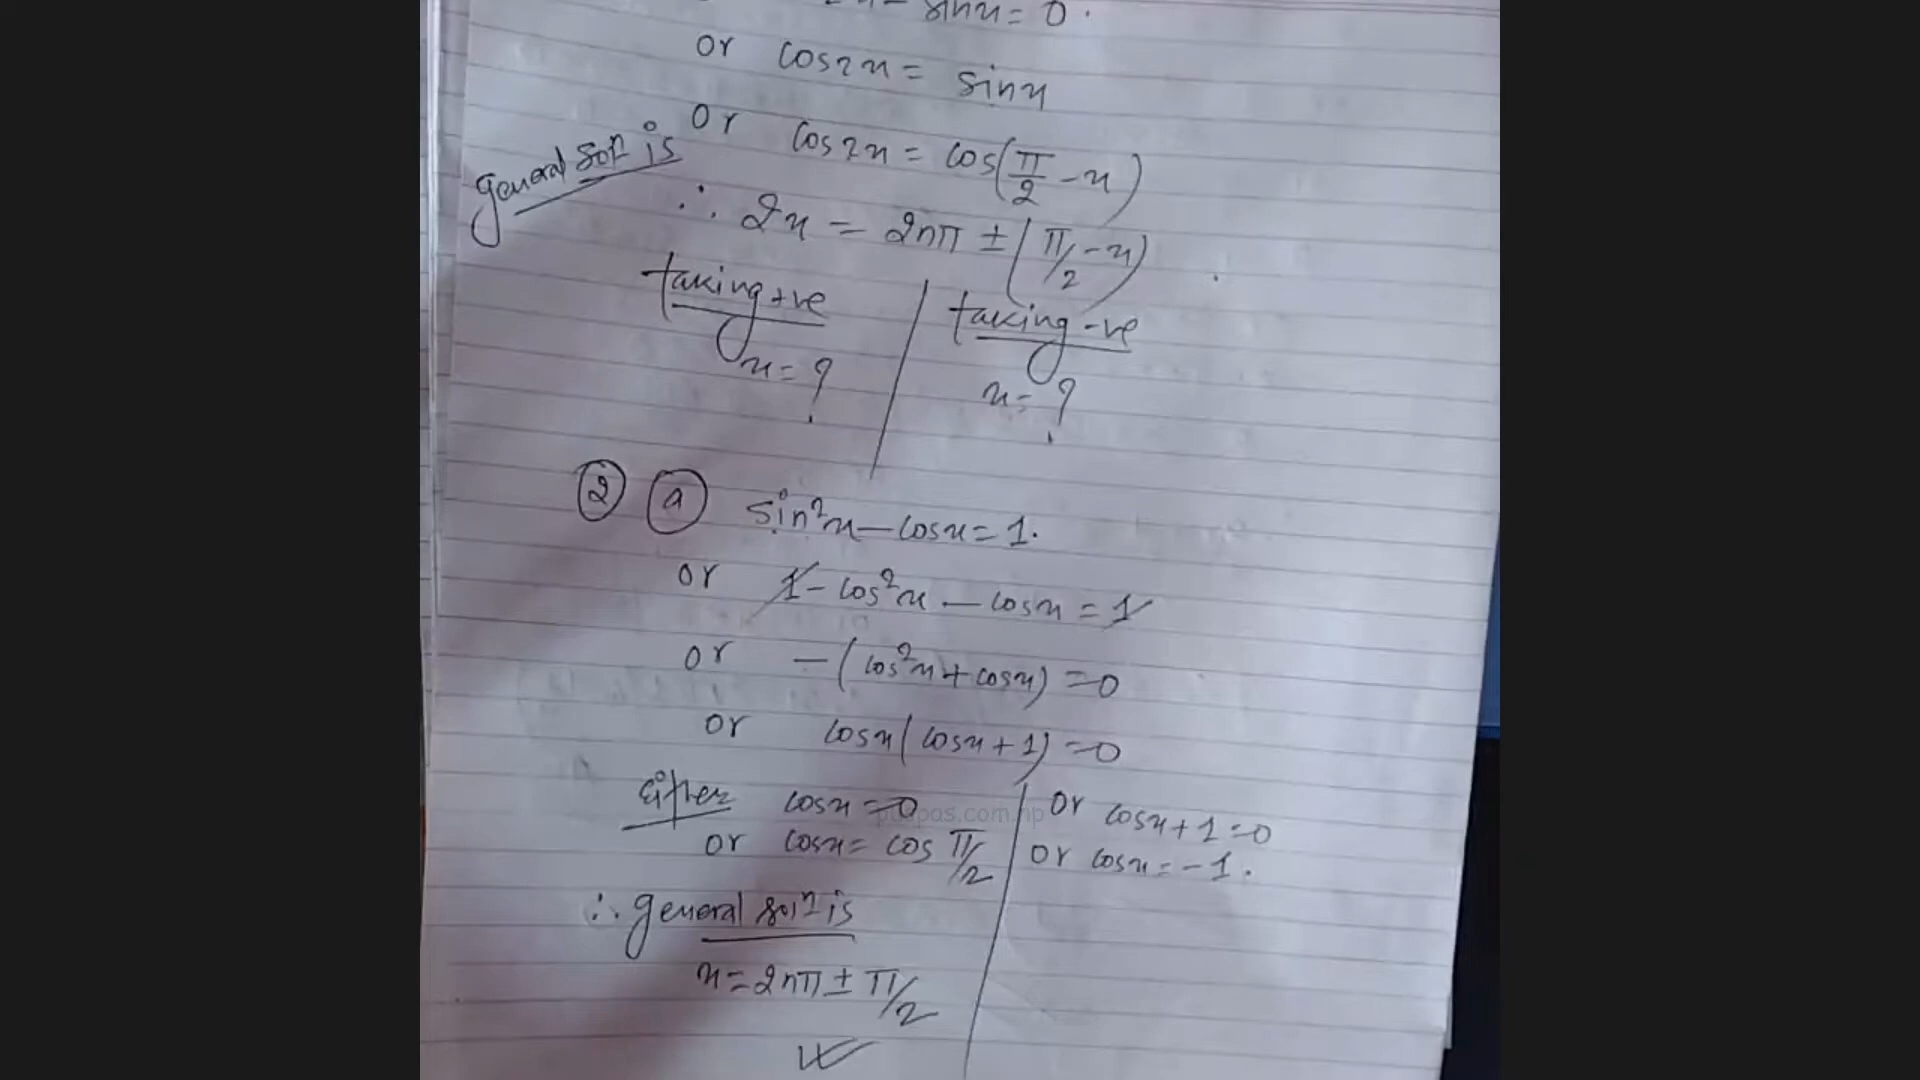 sinx = 0.
or cos2x = sinx
or cos2x = cos(π/2 - x)
general solⁿ is
∴ 2x = 2nπ ± (π/2 - x)
taking +ve
x = ?
taking -ve
x = ?
② ⓐ sin²x - cosx = 1.
or 1 - cos²x - cosx = 1
or - (cos²x + cosx) = 0
or cosx (cosx + 1) = 0
Either cosx = 0
or cosx = cos π/2
∴ general solⁿ is
x = 2nπ ± π/2
or cosx + 1 = 0
or cosx = -1.